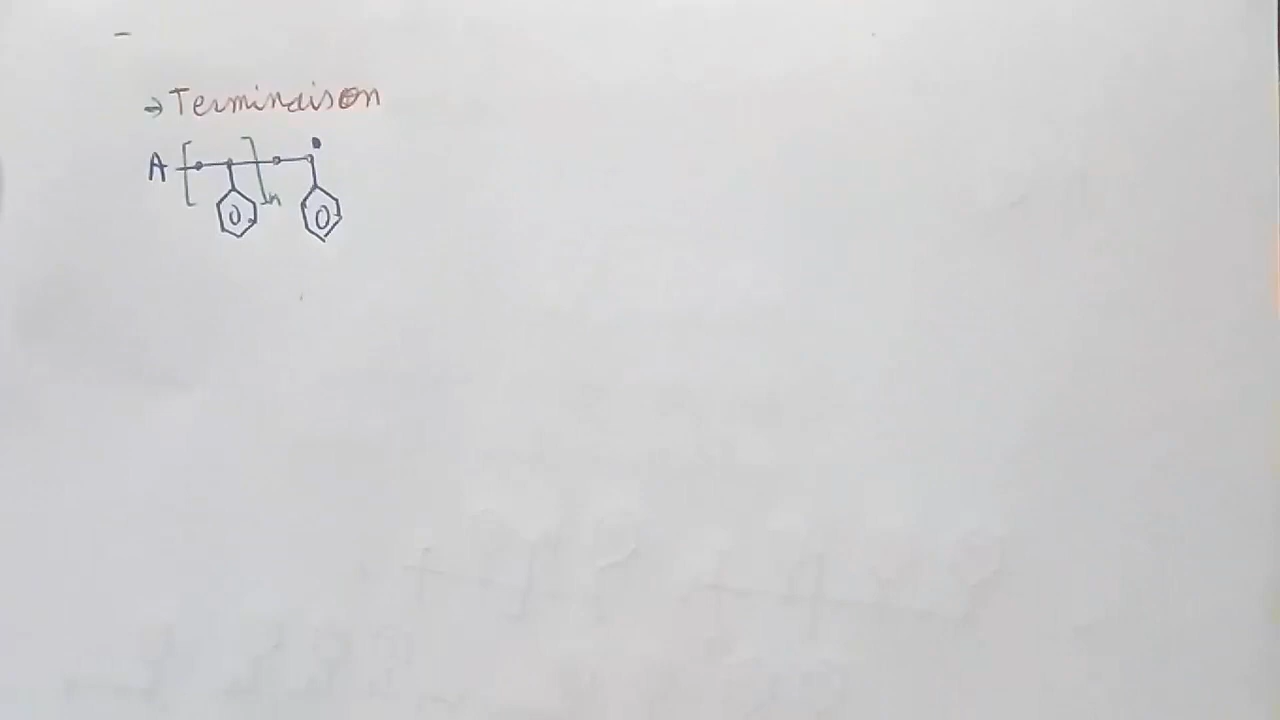 → Terminaison
A [ ]n